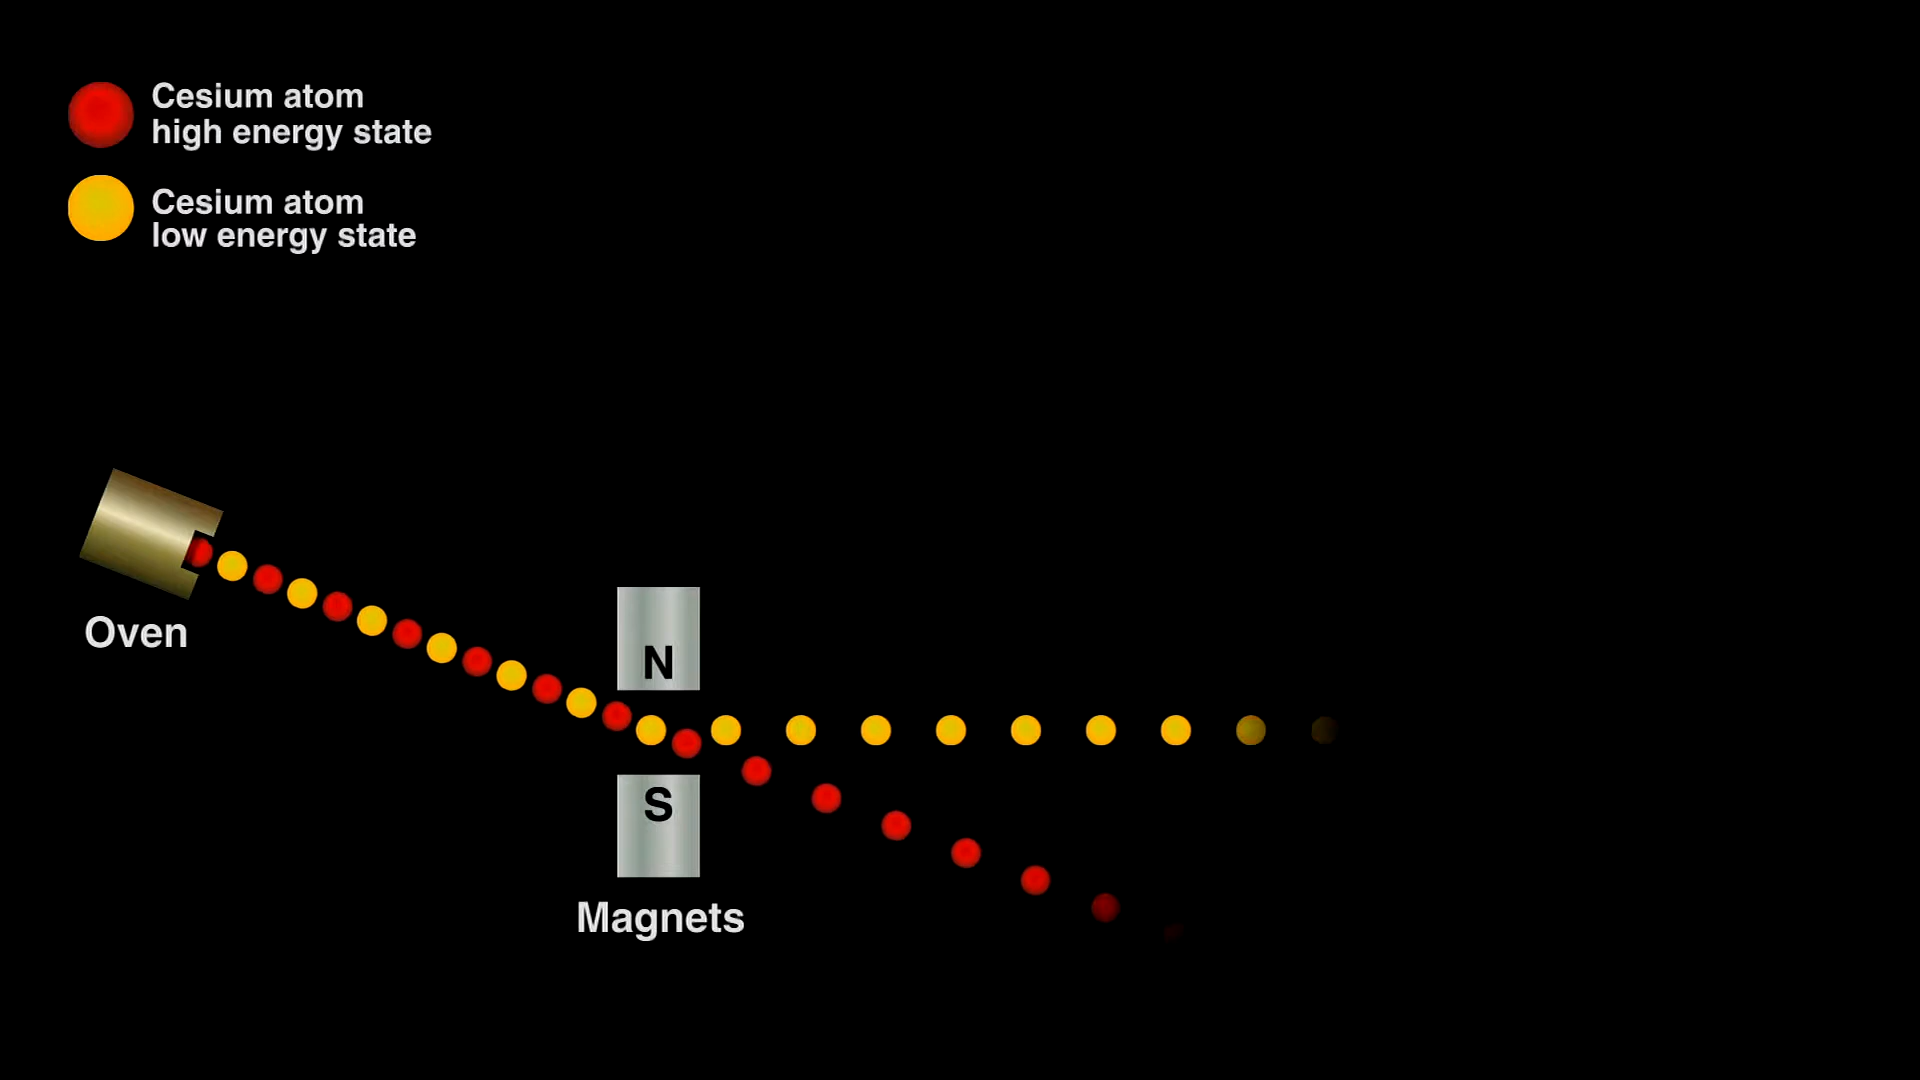 Cesium atom
high energy state
Cesium atom
low energy state
Oven
N
S
Magnets